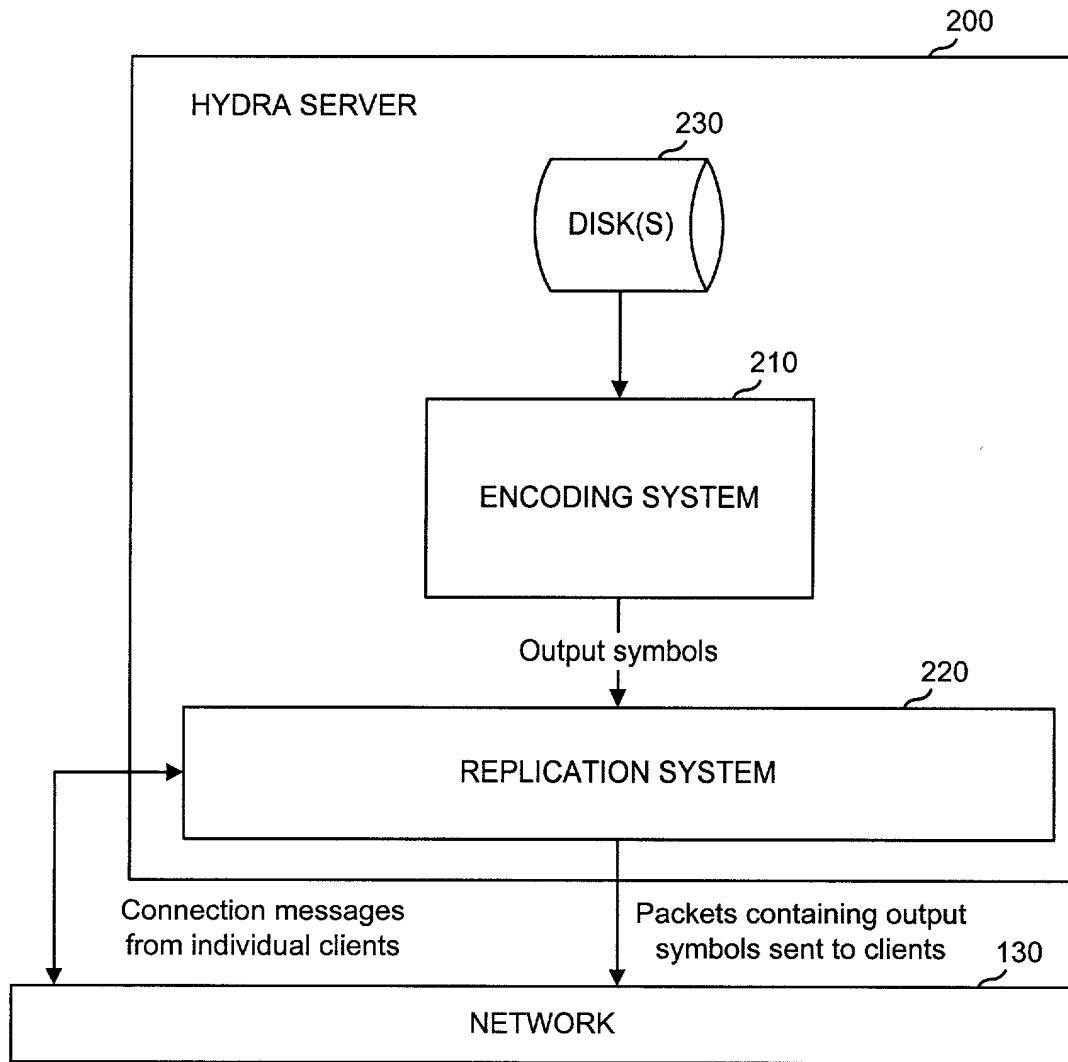 200
HYDRA SERVER
230
DISK(S)
210
ENCODING SYSTEM
Output symbols
220
REPLICATION SYSTEM
Connection messages
from individual clients
Packets containing output
symbols sent to clients
130
NETWORK